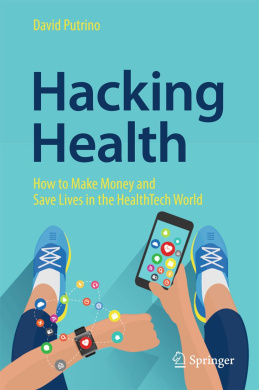 David Putrino
Hacking
Health
How to Make Money and
Save Lives in the HealthTech World
Springer